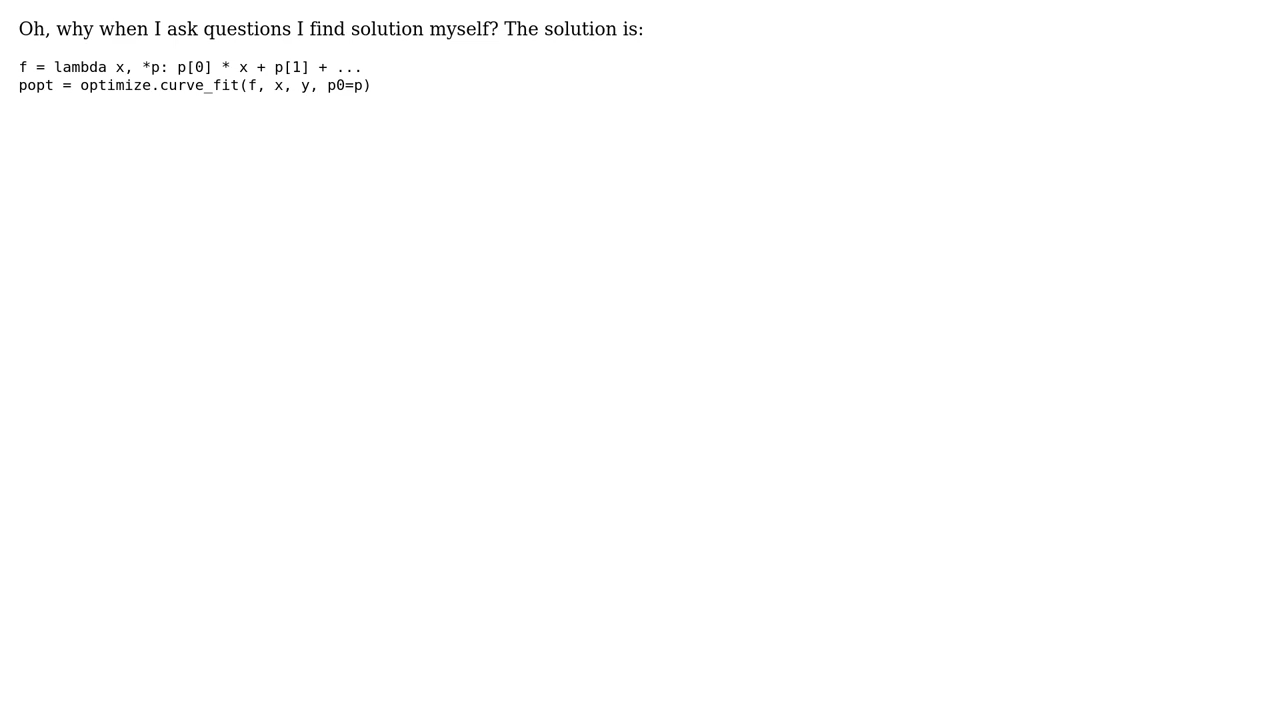 Oh, why when I ask questions I find solution myself? The solution is:
f = lambda x, *p: p[0] * x + p[1] + ...
popt = optimize.curve_fit(f, x, y, p0=p)